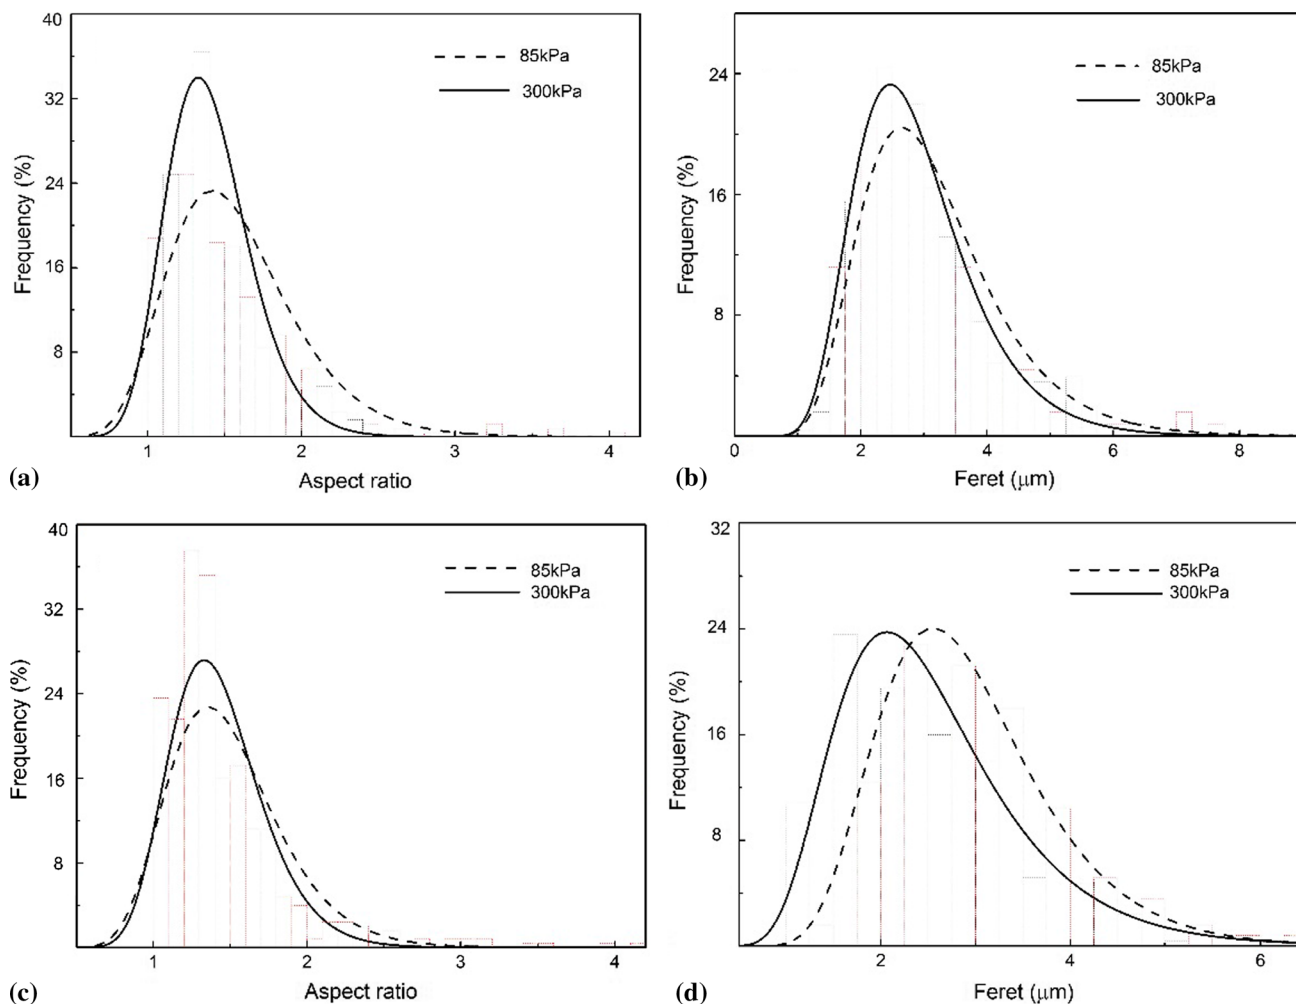 40
32
24
16
8
Frequency (%)
85kPa
300kPa
1
2
3
4
Aspect ratio
(a)
24
16
8
Frequency (%)
85kPa
300kPa
0
2
4
6
8
Feret (μm)
(b)
40
32
24
16
8
Frequency (%)
85kPa
300kPa
1
2
3
4
Aspect ratio
(c)
32
24
16
8
Frequency (%)
85kPa
300kPa
2
4
6
Feret (μm)
(d)